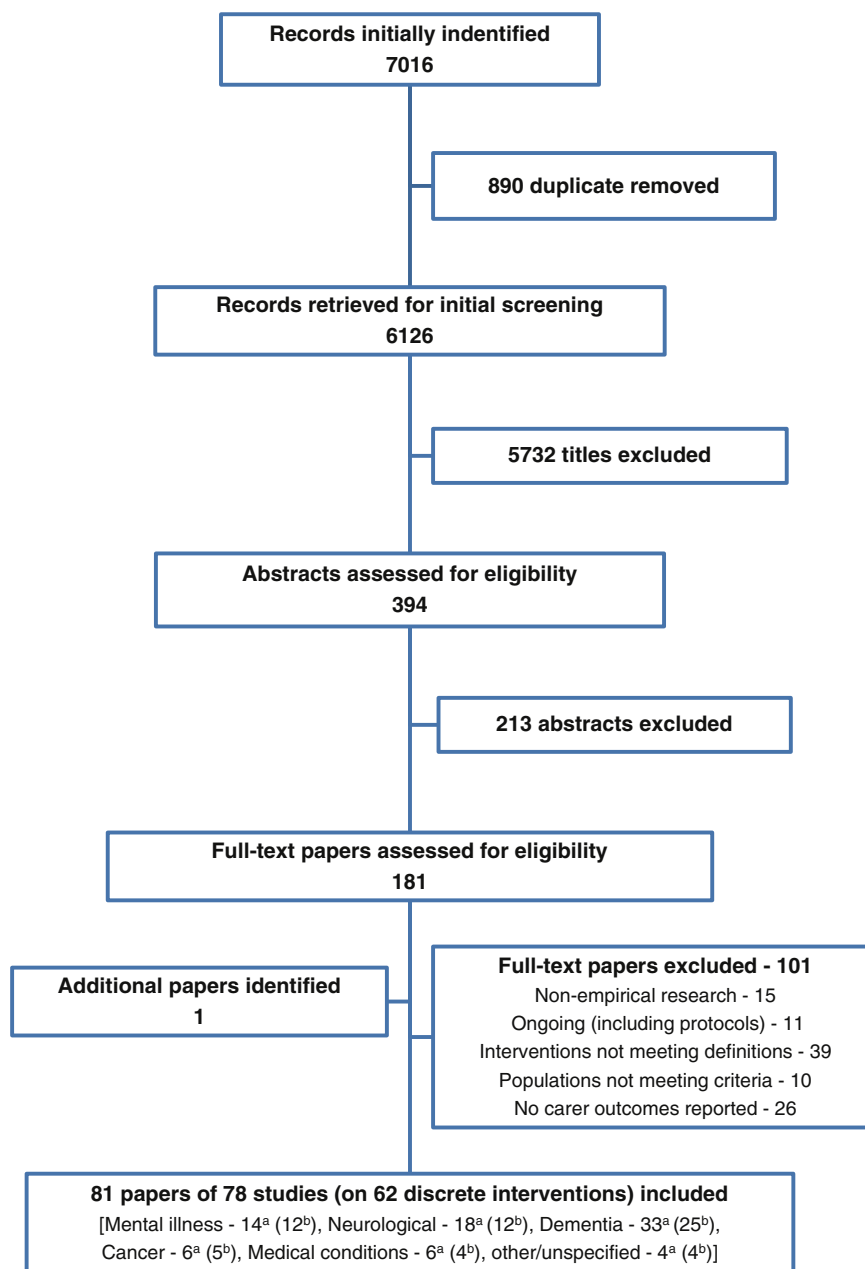 Records initially indentified
7016
890 duplicate removed
Records retrieved for initial screening
6126
5732 titles excluded
Abstracts assessed for eligibility
394
213 abstracts excluded
Full-text papers assessed for eligibility
181
Additional papers identified
1
Full-text papers excluded - 101
Non-empirical research - 15
Ongoing (including protocols) - 11
Interventions not meeting definitions - 39
Populations not meeting criteria - 10
No carer outcomes reported - 26
81 papers of 78 studies (on 62 discrete interventions) included
[Mental illness - 14ᵃ (12ᵇ), Neurological - 18ᵃ (12ᵇ), Dementia - 33ᵃ (25ᵇ),
Cancer - 6ᵃ (5ᵇ), Medical conditions - 6ᵃ (4ᵇ), other/unspecified - 4ᵃ (4ᵇ)]